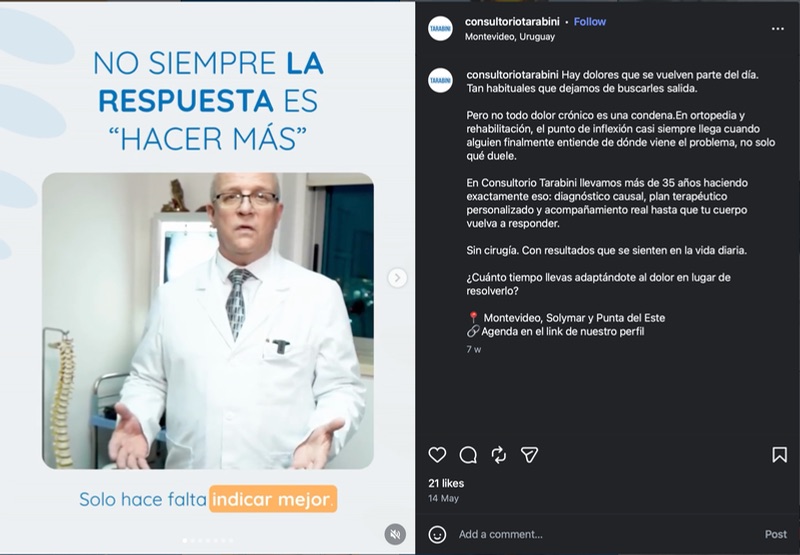 NO SIEMPRE LA
RESPUESTA ES
“HACER MÁS”
Solo hace falta indicar mejor.
TARABINI
consultoriotarabini • Follow
Montevideo, Uruguay
TARABINI
consultoriotarabini Hay dolores que se vuelven parte del día.
Tan habituales que dejamos de buscarles salida.
Pero no todo dolor crónico es una condena.En ortopedia y
rehabilitación, el punto de inflexión casi siempre llega cuando
alguien finalmente entiende de dónde viene el problema, no solo
qué duele.
En Consultorio Tarabini llevamos más de 35 años haciendo
exactamente eso: diagnóstico causal, plan terapéutico
personalizado y acompañamiento real hasta que tu cuerpo
vuelva a responder.
Sin cirugía. Con resultados que se sienten en la vida diaria.
¿Cuánto tiempo llevas adaptándote al dolor en lugar de
resolverlo?
📍 Montevideo, Solymar y Punta del Este
🔗Agenda en el link de nuestro perfil
7 w
21 likes
14 May
Add a comment...
Post